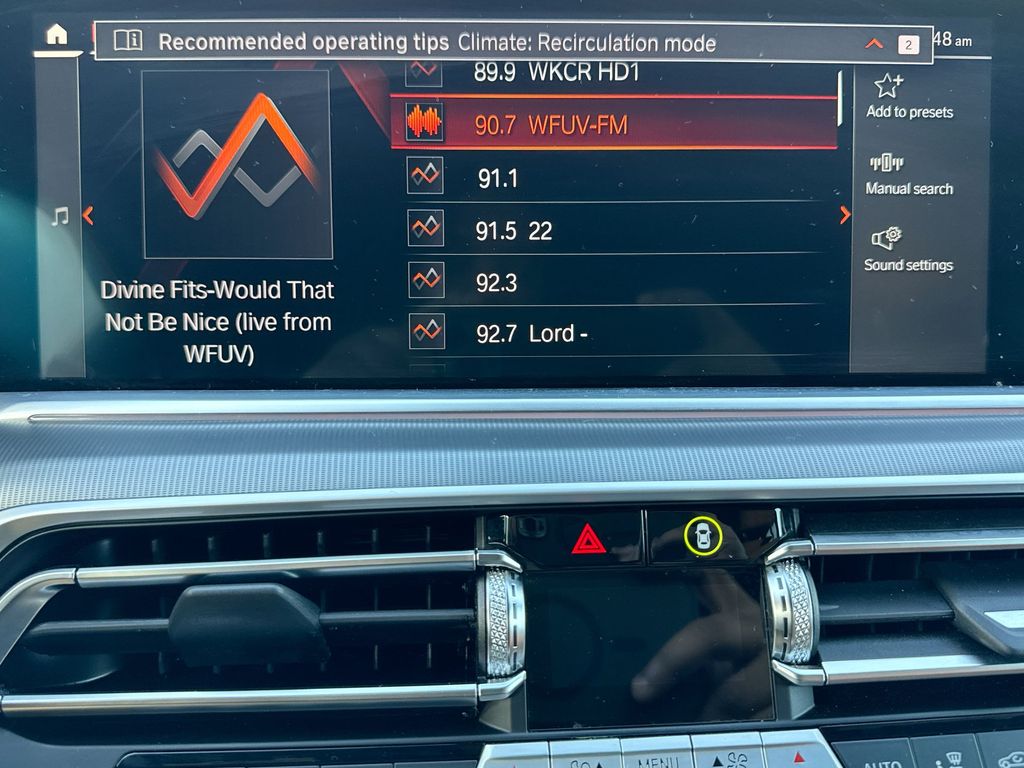 Recommended operating tips Climate: Recirculation mode
2
48 am
89.9 WKCR HD1
90.7 WFUV-FM
91.1
91.5 22
92.3
92.7 Lord -
Divine Fits-Would That
Not Be Nice (live from
WFUV)
Add to presets
Manual search
Sound settings
MENU
AUTO